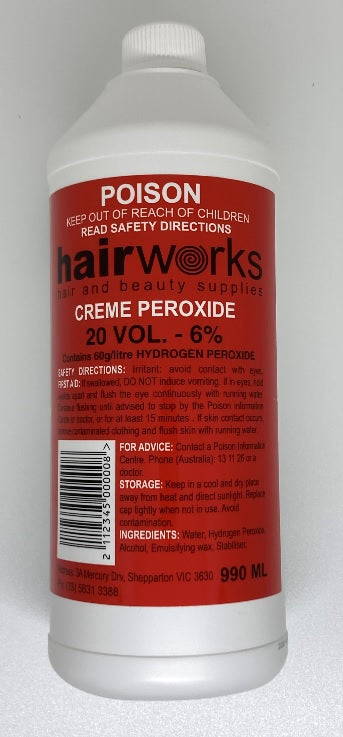 POISON
KEEP OUT OF REACH OF CHILDREN
READ SAFETY DIRECTIONS
hairworks
hair and beauty supplies
CREME PEROXIDE
20 VOL. - 6%
Contains 60g/litre HYDROGEN PEROXIDE
SAFETY DIRECTIONS: Irritant: avoid contact with eyes.
FIRST AID: If swallowed, DO NOT induce vomiting. If in eyes, hold
eyelids apart and flush the eye continuously with running water.
Continue flushing until advised to stop by the Poison Information
Centre or doctor, or for at least 15 minutes. If skin contact occurs,
remove contaminated clothing and flush skin with running water.
FOR ADVICE: Contact a Poison Information
Centre. Phone (Australia): 13 11 26 or a
doctor.
STORAGE: Keep in a cool and dry place
away from heat and direct sunlight. Replace
cap tightly when not in use. Avoid
contamination.
INGREDIENTS: Water, Hydrogen Peroxide,
Alcohol, Emulsifying wax, Stabiliser.
2 112345 000008 >
Address: 3A Mercury Drv, Shepparton VIC 3630
990 ML
PH: (03) 5831 3388